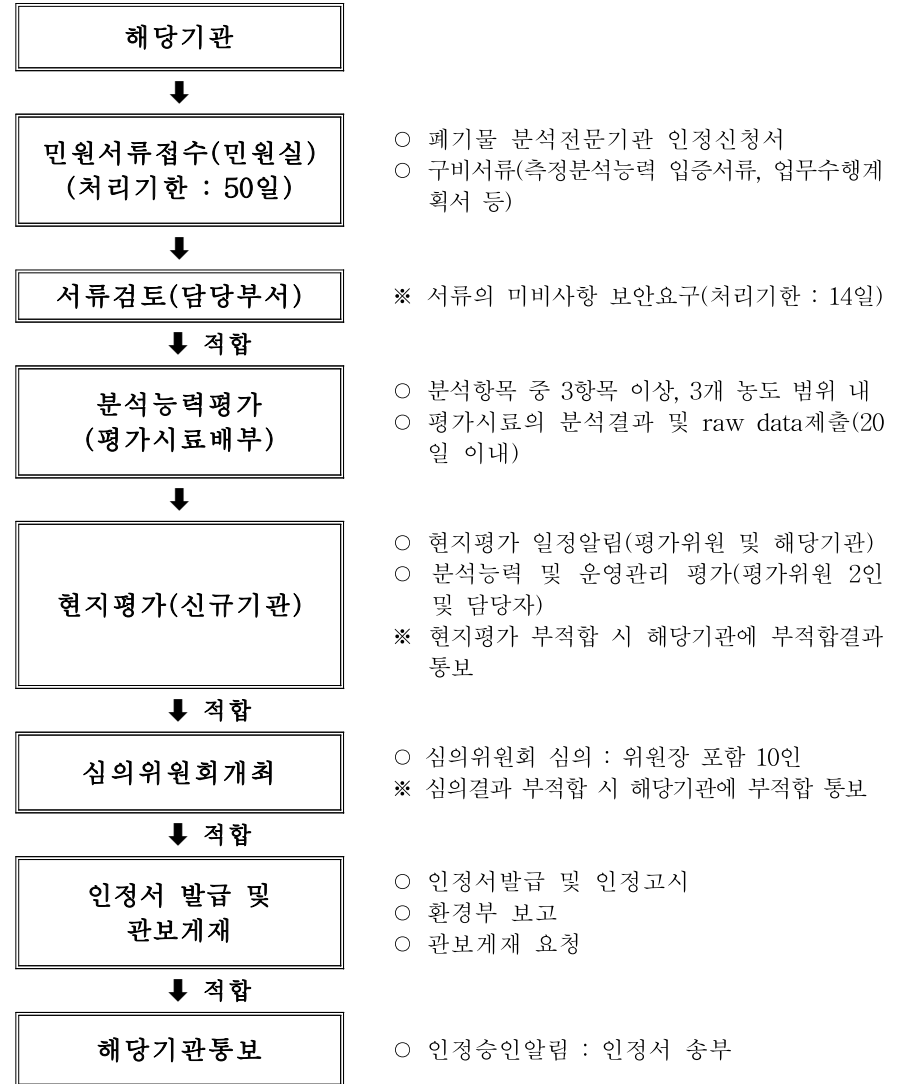 해당기관
⬇
민원서류접수(민원실)
(처리기한 : 50일)
○ 폐기물 분석전문기관 인정신청서
○ 구비서류(측정분석능력 입증서류, 업무수행계
획서 등)
⬇
서류검토(담당부서)
※ 서류의 미비사항 보안요구(처리기한 : 14일)
⬇ 적합
분석능력평가
(평가시료배부)
○ 분석항목 중 3항목 이상, 3개 농도 범위 내
○ 평가시료의 분석결과 및 raw data제출(20
일 이내)
⬇
현지평가(신규기관)
○ 현지평가 일정알림(평가위원 및 해당기관)
○ 분석능력 및 운영관리 평가(평가위원 2인
및 담당자)
※ 현지평가 부적합 시 해당기관에 부적합결과
통보
⬇ 적합
심의위원회개최
○ 심의위원회 심의 : 위원장 포함 10인
※ 심의결과 부적합 시 해당기관에 부적합 통보
⬇ 적합
인정서 발급 및
관보게재
○ 인정서발급 및 인정고시
○ 환경부 보고
○ 관보게재 요청
⬇ 적합
해당기관통보
○ 인정승인알림 : 인정서 송부